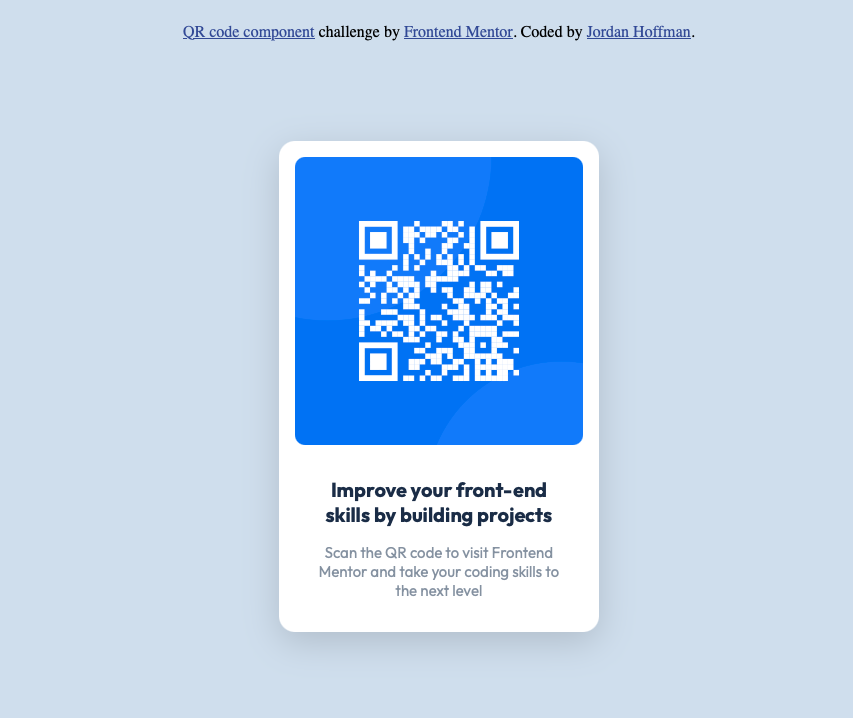 QR code component challenge by Frontend Mentor. Coded by Jordan Hoffman.
Improve your front-end
skills by building projects
Scan the QR code to visit Frontend
Mentor and take your coding skills to
the next level